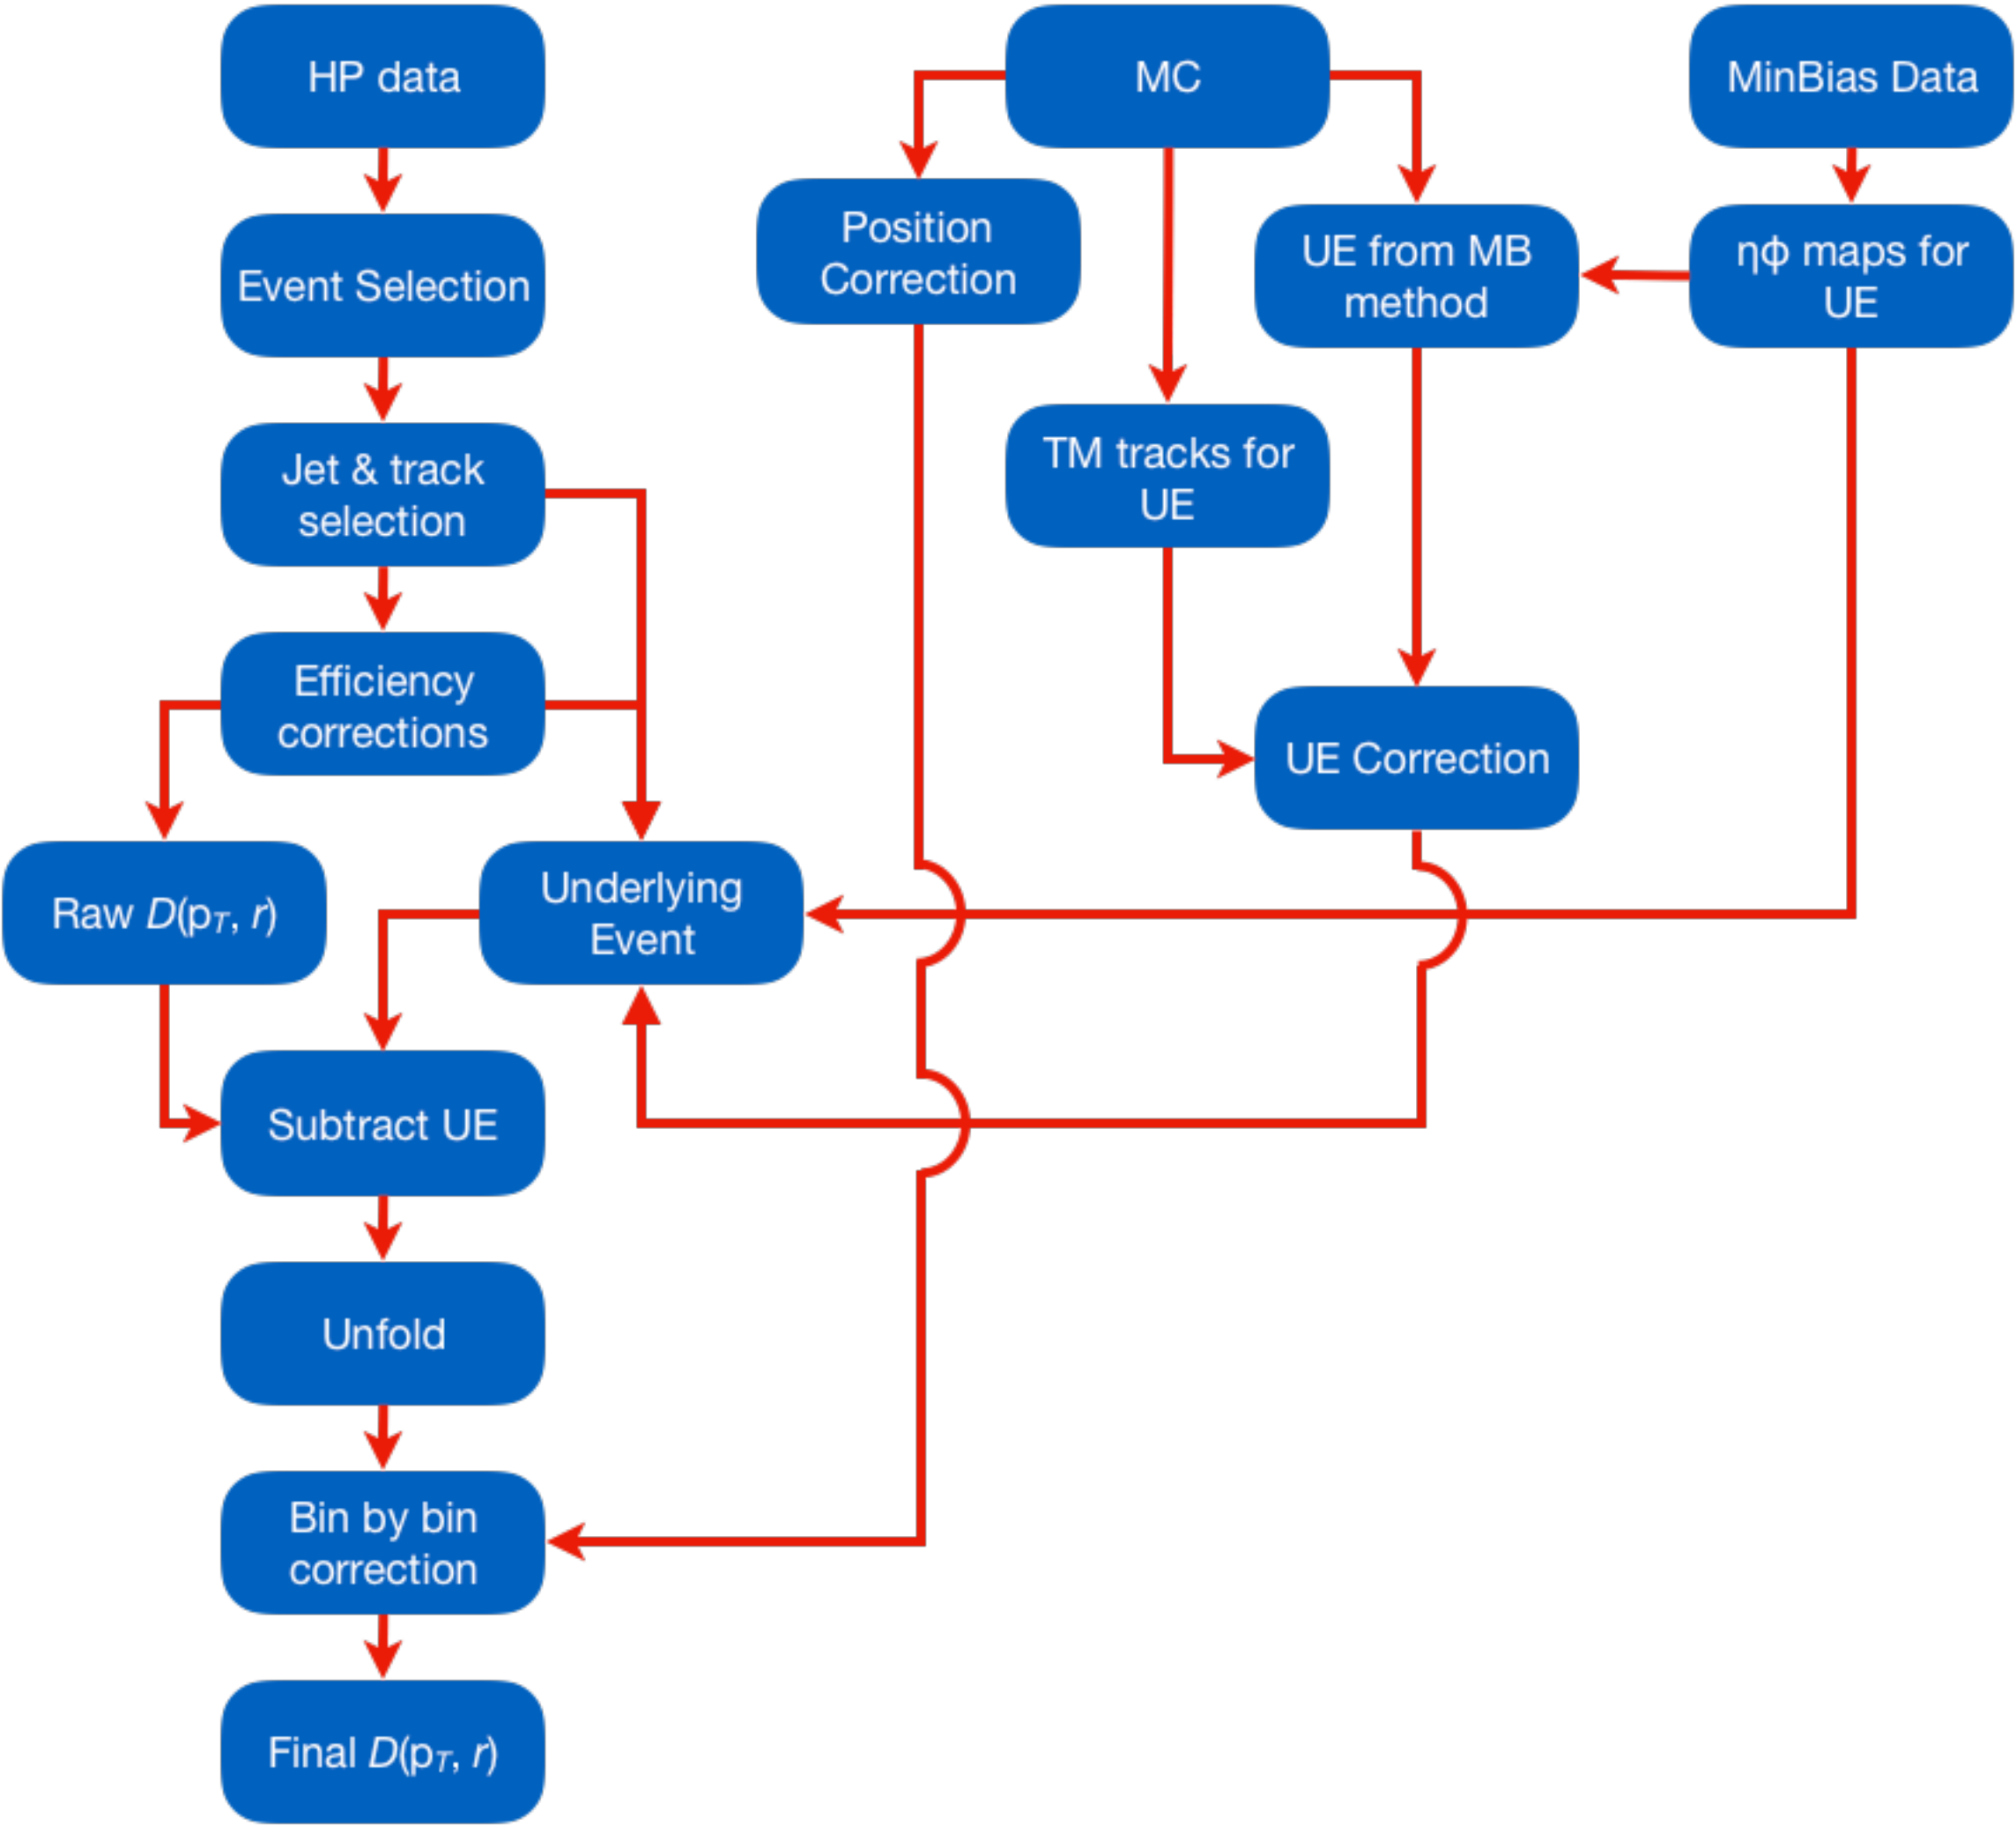 HP data
MC
MinBias Data
Position
Correction
UE from MB
method
ηϕ maps for
UE
Event Selection
Jet & track
selection
TM tracks for
UE
Efficiency
corrections
UE Correction
Raw D(pT, r)
Underlying
Event
Subtract UE
Unfold
Bin by bin
correction
Final D(pT, r)